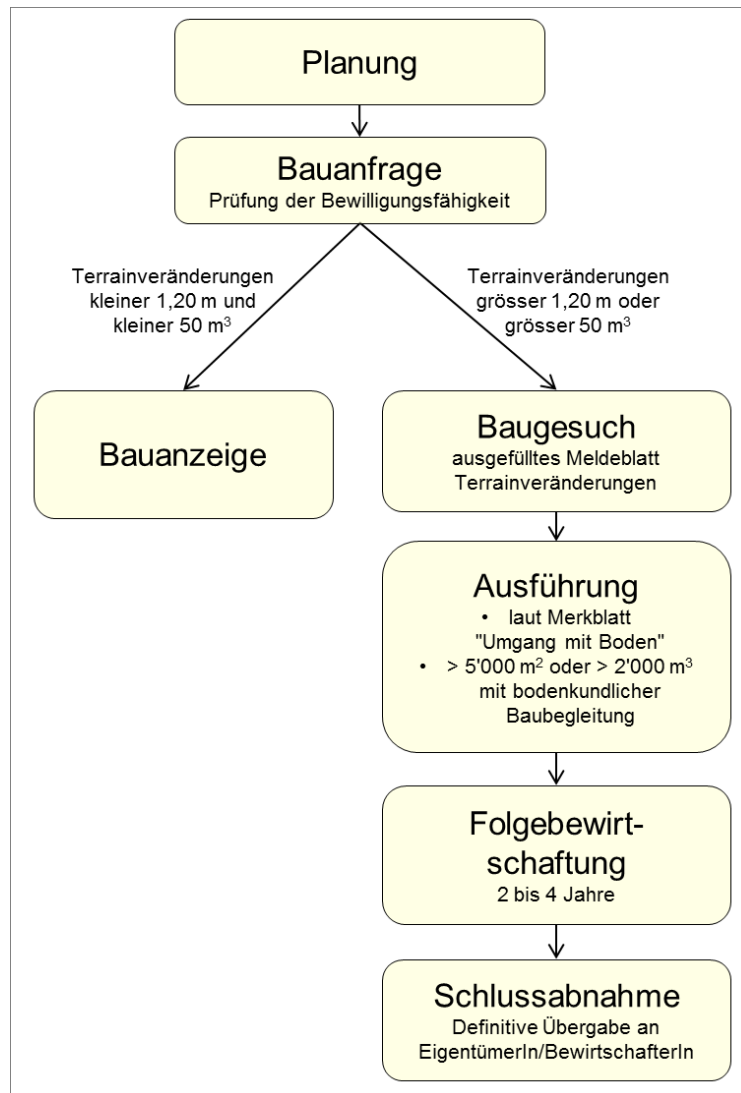 Planung
Bauanfrage
Prüfung der Bewilligungsfähigkeit
Terrainveränderungen
kleiner 1,20 m und
kleiner 50 m³
Terrainveränderungen
grösser 1,20 m oder
grösser 50 m³
Bauanzeige
Baugesuch
ausgefülltes Meldeblatt
Terrainveränderungen
Ausführung
• laut Merkblatt
"Umgang mit Boden"
• > 5'000 m² oder > 2'000 m³
mit bodenkundlicher
Baubegleitung
Folgebewirt-
schaftung
2 bis 4 Jahre
Schlussabnahme
Definitive Übergabe an
EigentümerIn/BewirtschafterIn